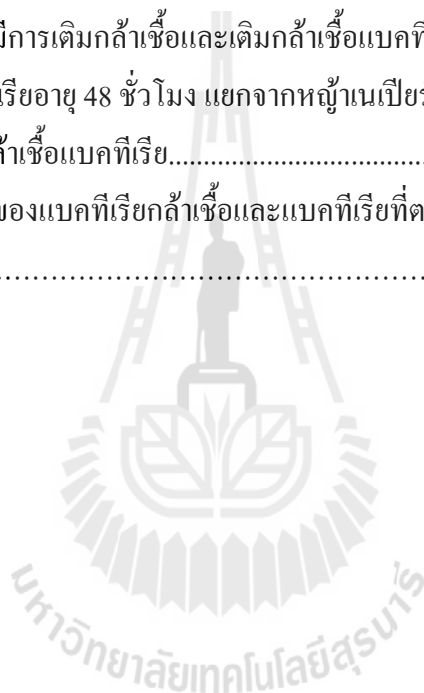 มีการเติมกล้าเชื้อและเติมกล้าเชื้อแบคที
เรียอายุ 48 ชั่วโมง แยกจากหญ้าเนเปียร์
ล้าเชื้อแบคทีเรีย........................................
ของแบคทีเรียกล้าเชื้อและแบคทีเรียที่ต
..........................................................
มหาวิทยาลัยเทคโนโลยีสุรนารี